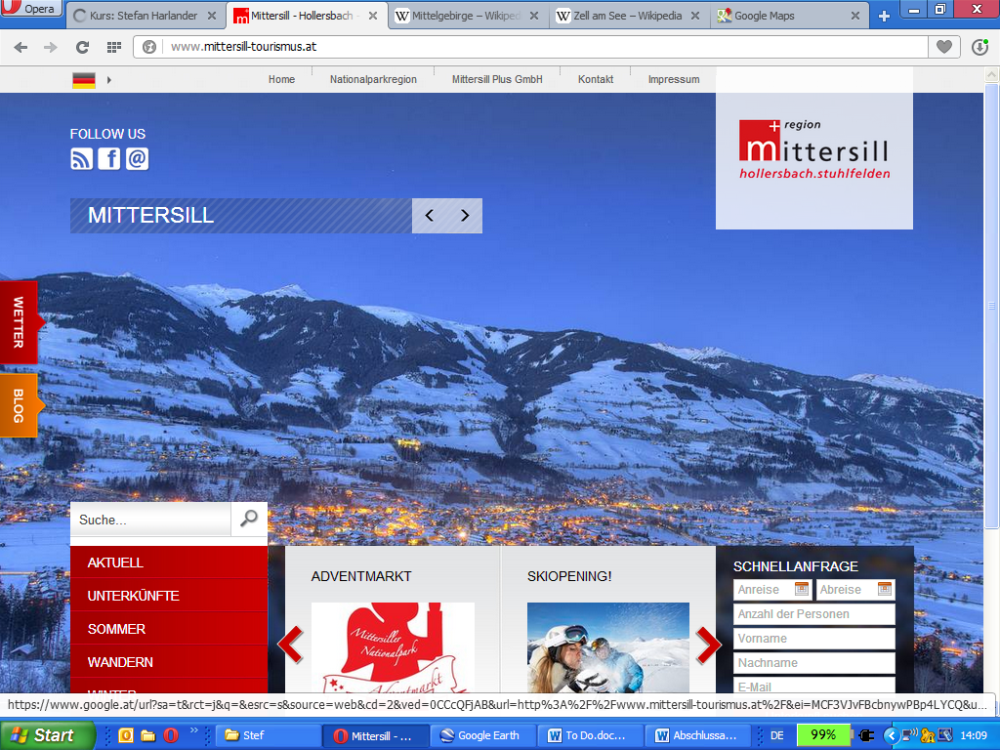 Opera
Kurs: Stefan Harlander
Mittersill - Hollersbach -
Mittelgebirge – Wikiped
Zell am See – Wikipedia
Google Maps
www.mittersill-tourismus.at
Home
Nationalparkregion
Mittersill Plus GmbH
Kontakt
Impressum
region
mittersill
hollersbach.stuhlfelden
FOLLOW US
MITTERSILL
WETTER
BLOG
Suche...
AKTUELL
UNTERKÜNFTE
SOMMER
WANDERN
WINTER
ADVENTMARKT
Mittersiller
Nationalpark
Adventmarkt
SKIOPENING!
SCHNELLANFRAGE
Anreise
Abreise
Anzahl der Personen
Vorname
Nachname
E-Mail
https://www.google.at/url?sa=t&rct=j&q=&esrc=s&source=web&cd=2&ved=0CCcQFjAB&url=http%3A%2F%2Fwww.mittersill-tourismus.at%2F&ei=MCF3VJvFBcbnywPBp4LYCQ&u...
Start
Stef
Mittersill - ...
Google Earth
To Do.doc...
Abschlussa...
DE
99%
14:09